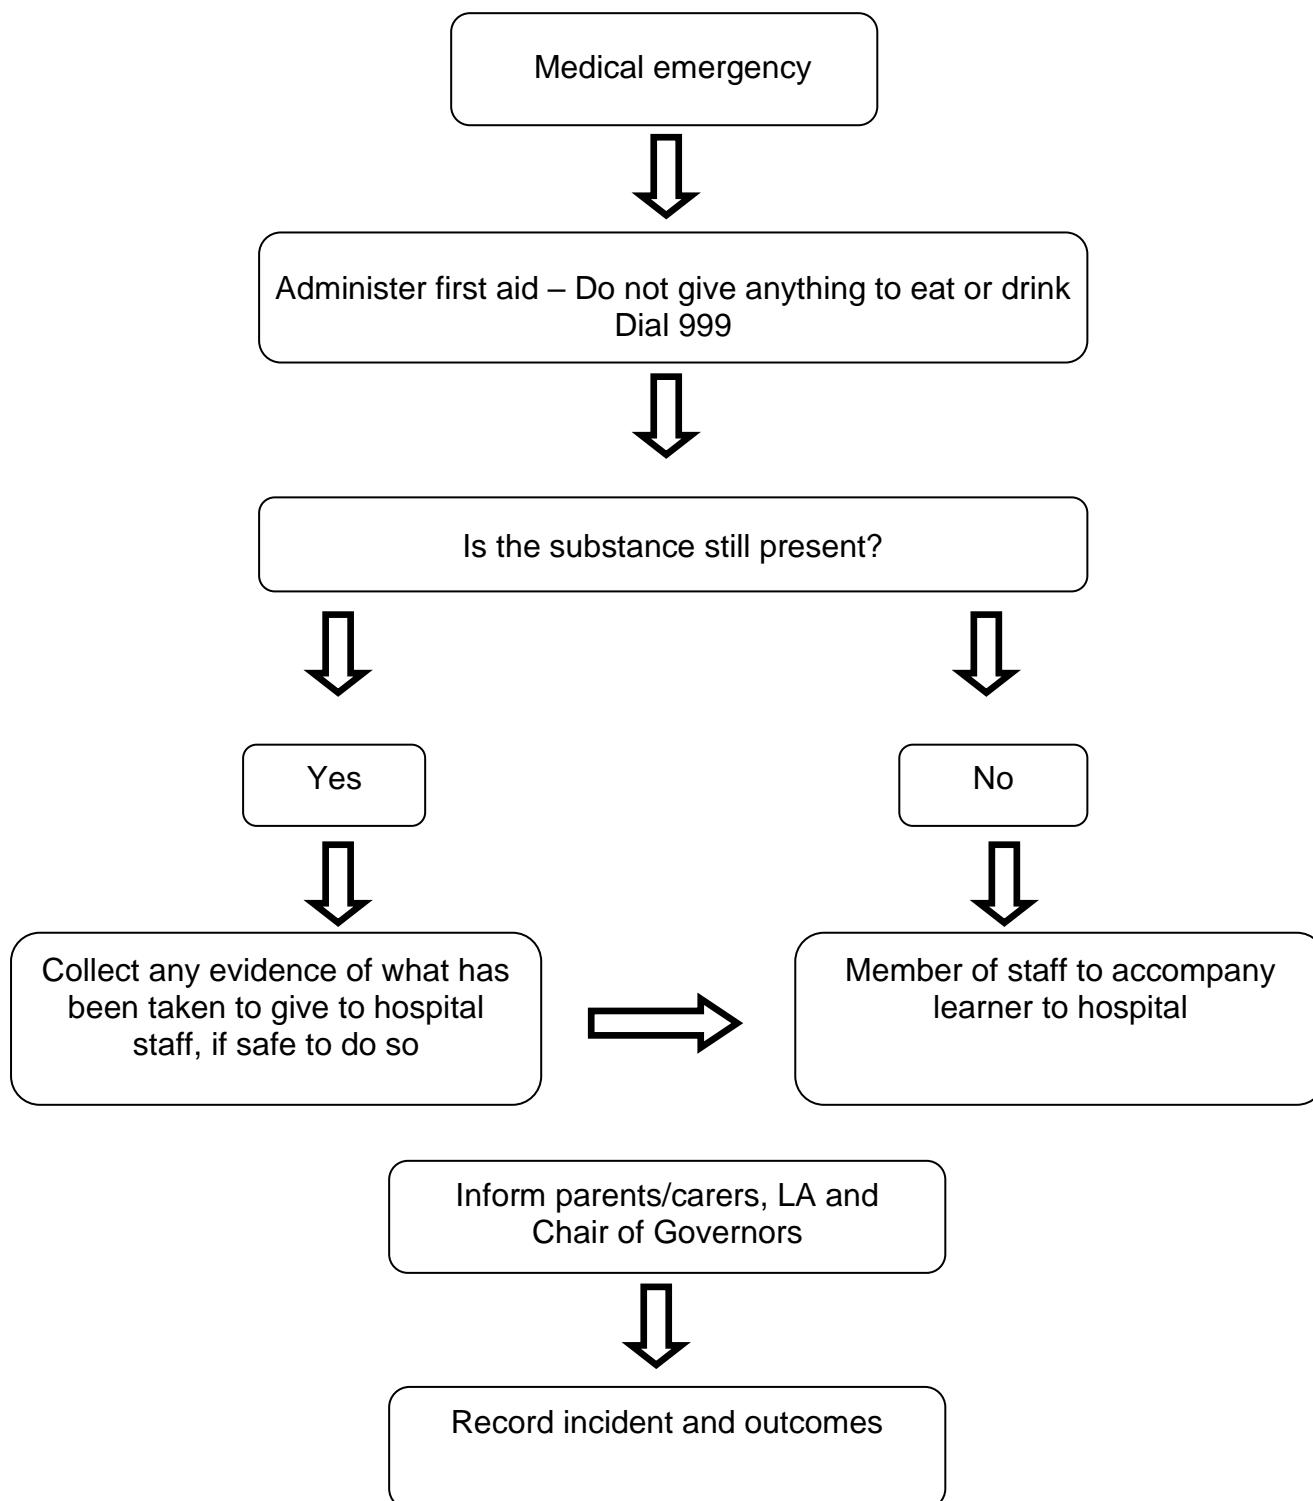 Medical emergency
Administer first aid – Do not give anything to eat or drink
Dial 999
Is the substance still present?
Yes
No
Collect any evidence of what has
been taken to give to hospital
staff, if safe to do so
Member of staff to accompany
learner to hospital
Inform parents/carers, LA and
Chair of Governors
Record incident and outcomes